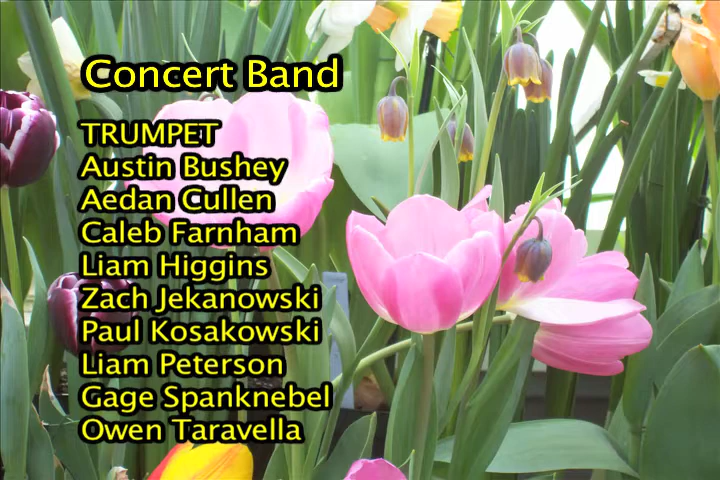 Concert Band
TRUMPET
Austin Bushey
Aedan Cullen
Caleb Farnham
Liam Higgins
Zach Jekanowski
Paul Kosakowski
Liam Peterson
Gage Spanknebel
Owen Taravella